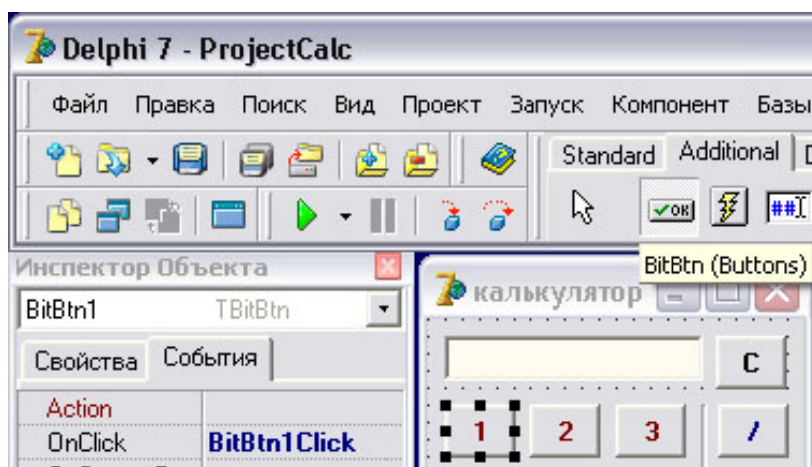 Delphi 7 - ProjectCalc
Файл Правка Поиск Вид Проект Запуск Компонент Базы
Standard Additional
OK
##
BitBtn (Buttons)
Инспектор Объекта
BitBtn1 TBitBtn
Свойства События
Action
OnClick BitBtn1Click
калькулятор
C
1 2 3 /